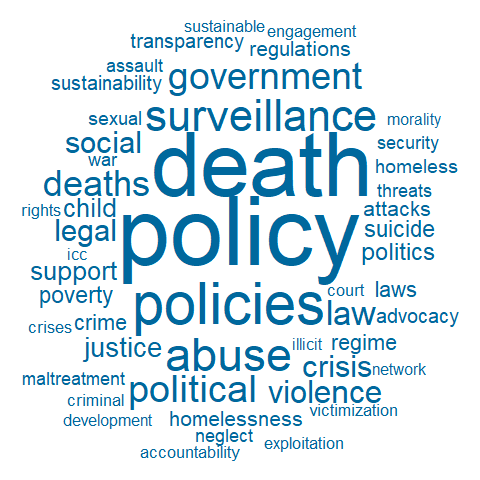 sustainable
engagement
transparency
regulations
assault
sustainability
government
sexual
surveillance
morality
social
security
war
death
homeless
deaths
threats
rights
child
policy
attacks
legal
suicide
icc
politics
support
poverty
policies
court
laws
crises
crime
law
advocacy
justice
abuse
illicit
regime
maltreatment
crisis
network
criminal
political
violence
development
homelessness
victimization
neglect
exploitation
accountability